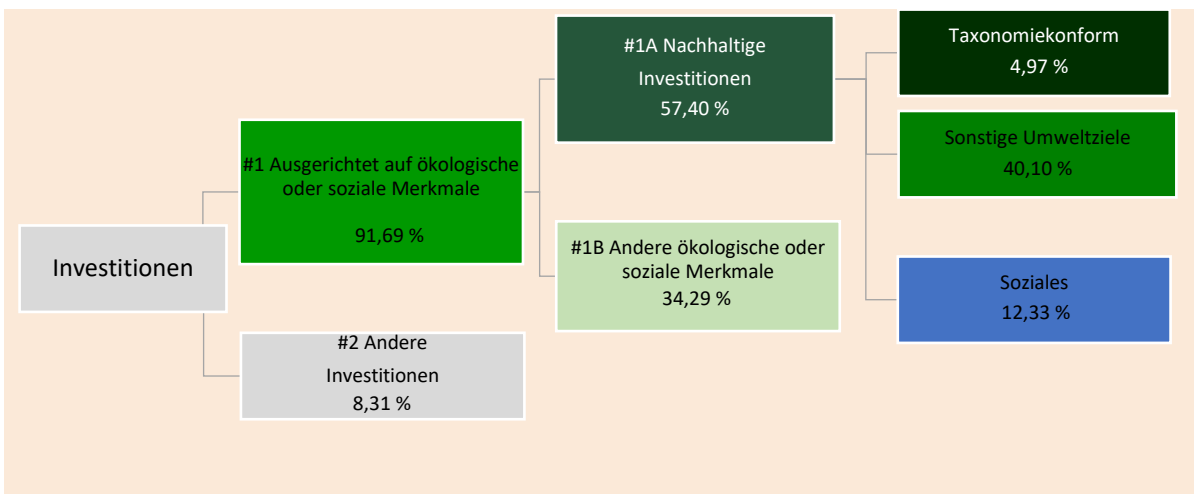 Investitionen
#1 Ausgerichtet auf ökologische
oder soziale Merkmale
91,69 %
#2 Andere
Investitionen
8,31 %
#1A Nachhaltige
Investitionen
57,40 %
#1B Andere ökologische oder
soziale Merkmale
34,29 %
Taxonomiekonform
4,97 %
Sonstige Umweltziele
40,10 %
Soziales
12,33 %